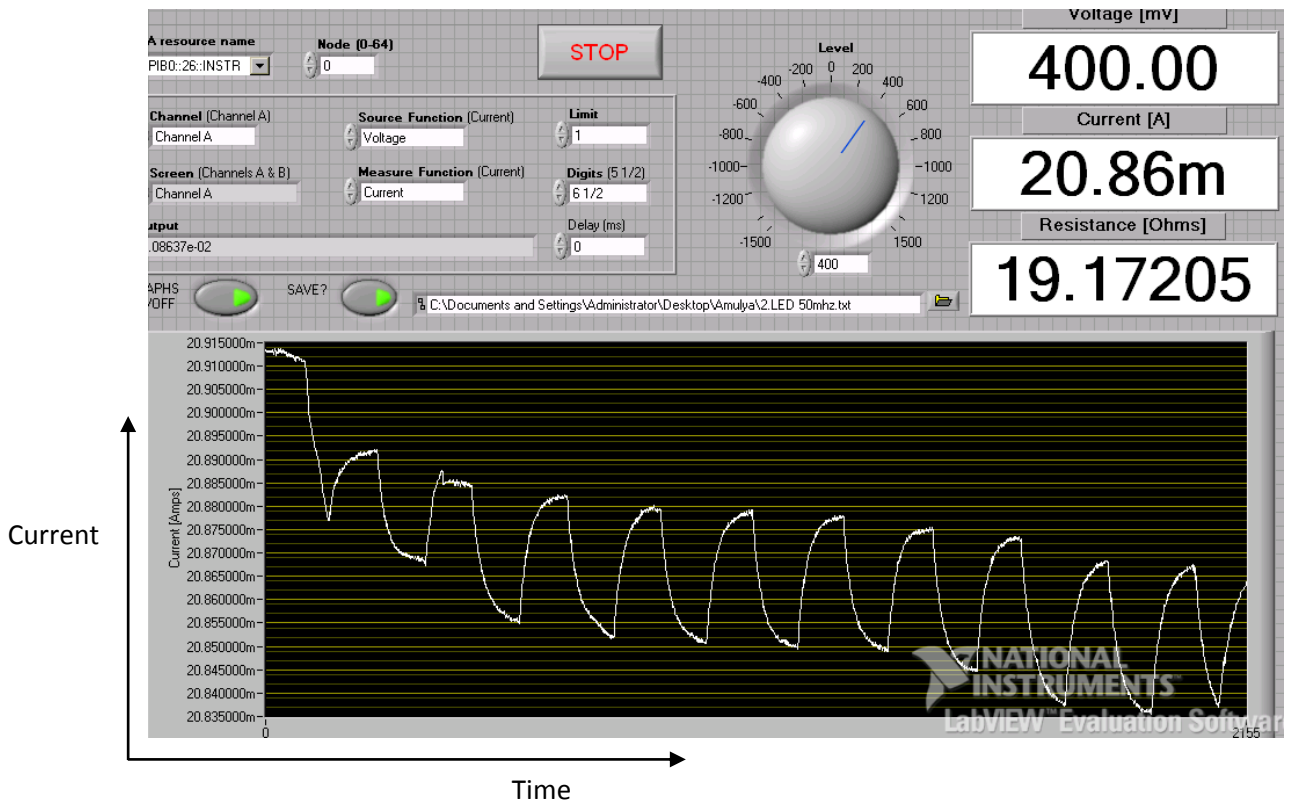 A resource name
PIB0::26::INSTR
Node (0-64)
0
STOP
Level
-1500 -1200 -1000 -800 -600 -400 -200 0 200 400 600 800 1000 1200 1500
400
Voltage [mV]
400.00
Current [A]
20.86m
Resistance [Ohms]
19.17205
Channel (Channel A)
Channel A
Source Function (Current)
Voltage
Limit
1
Screen (Channels A & B)
Channel A
Measure Function (Current)
Current
Digits (5 1/2)
6 1/2
utput
.08637e-02
Delay (ms)
0
APHS
/OFF
SAVE?
C:\Documents and Settings\Administrator\Desktop\Amulya\2.LED 50mhz.txt
20.915000m
20.910000m
20.905000m
20.900000m
20.895000m
20.890000m
20.885000m
20.880000m
20.875000m
20.870000m
20.865000m
20.860000m
20.855000m
20.850000m
20.845000m
20.840000m
20.835000m
Current [Amps]
0
2155
NATIONAL
INSTRUMENTS™
LabVIEW™ Evaluation Softwar
Current
Time